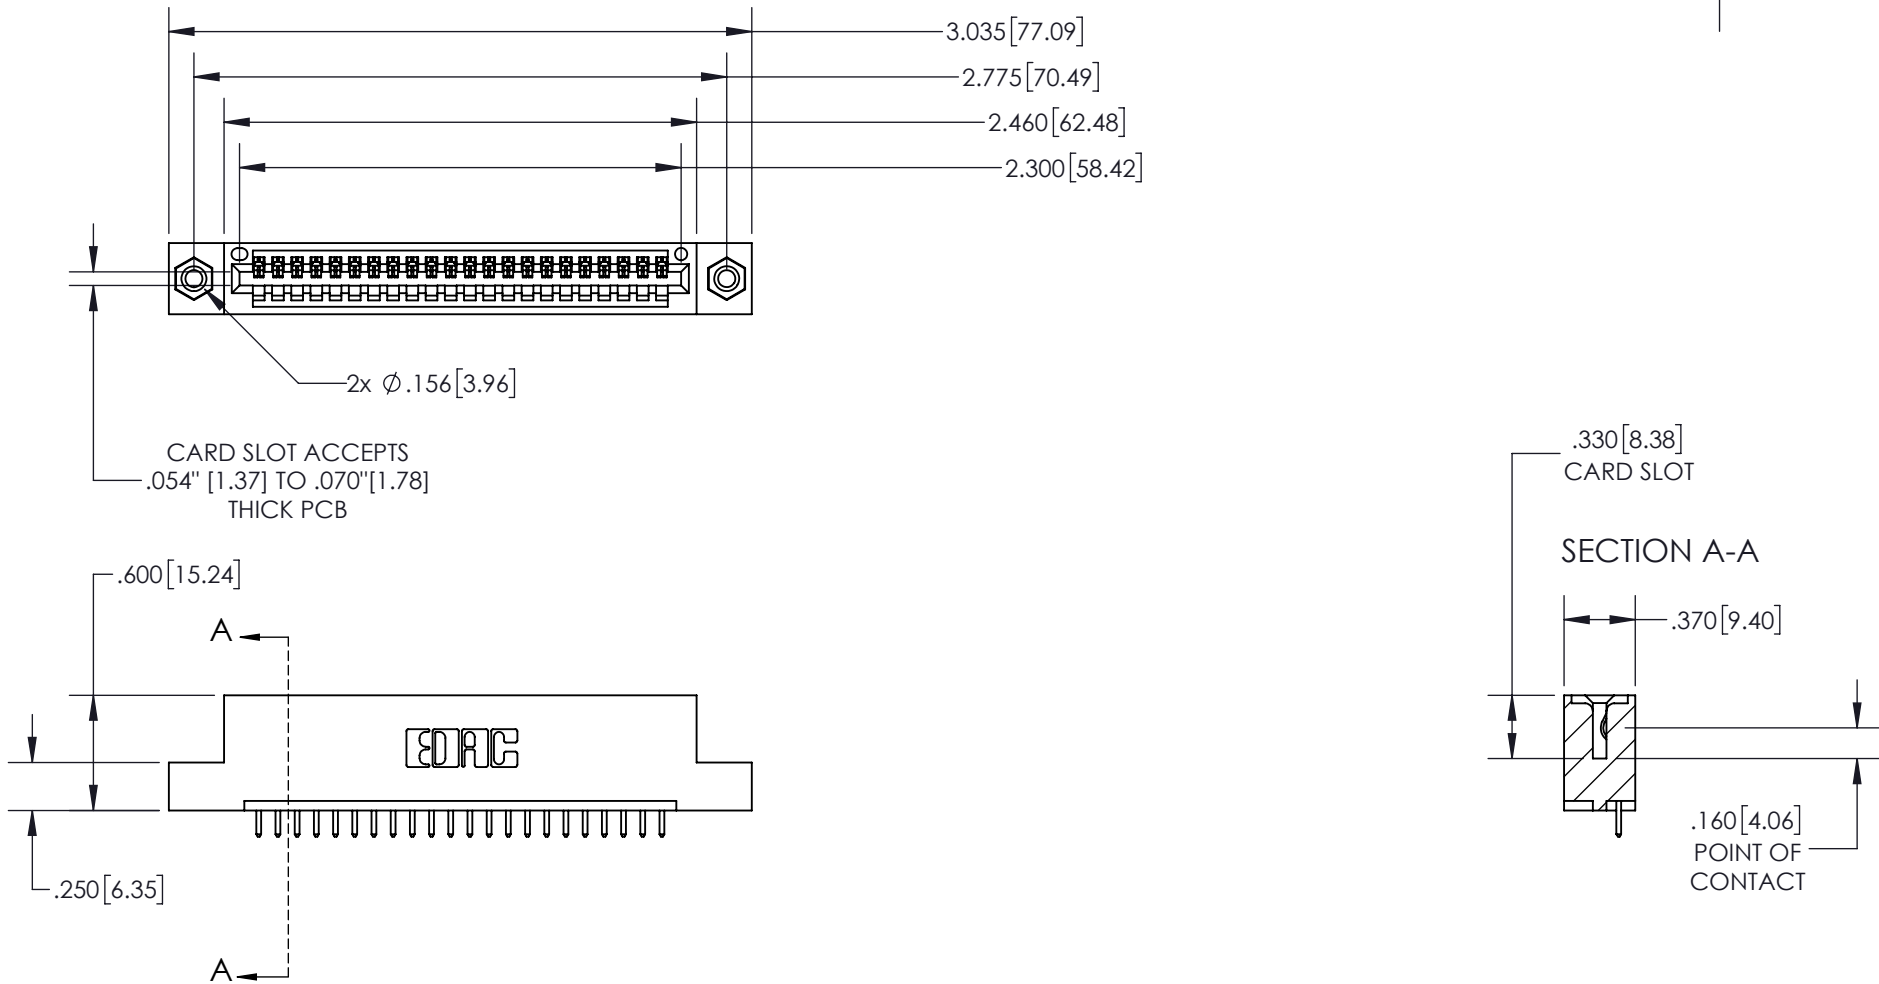 3.035[77.09]
2.775[70.49]
2.460[62.48]
2.300[58.42]
2x ∅.156[3.96]
CARD SLOT ACCEPTS
.054" [1.37] TO .070"[1.78]
THICK PCB
.330[8.38]
CARD SLOT
SECTION A-A
.600[15.24]
.370[9.40]
A
EDAC
.160[4.06]
POINT OF
CONTACT
.250[6.35]
A